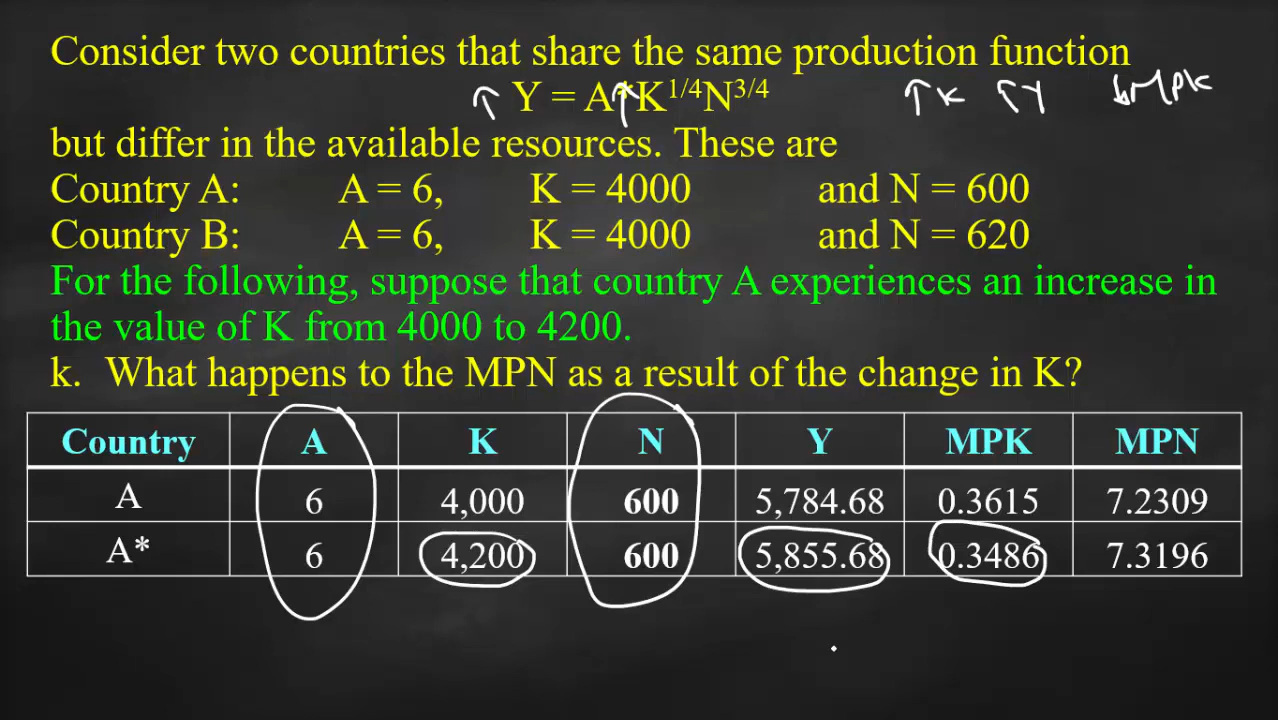 Consider two countries that share the same production function
↑ Y = A*K^1/4 N^3/4 ↑K ↑Y ↓MPK
but differ in the available resources. These are
Country A: A = 6, K = 4000 and N = 600
Country B: A = 6, K = 4000 and N = 620
For the following, suppose that country A experiences an increase in
the value of K from 4000 to 4200.
k. What happens to the MPN as a result of the change in K?
Country A K N Y MPK MPN
A 6 4,000 600 5,784.68 0.3615 7.2309
A* 6 4,200 600 5,855.68 0.3486 7.3196